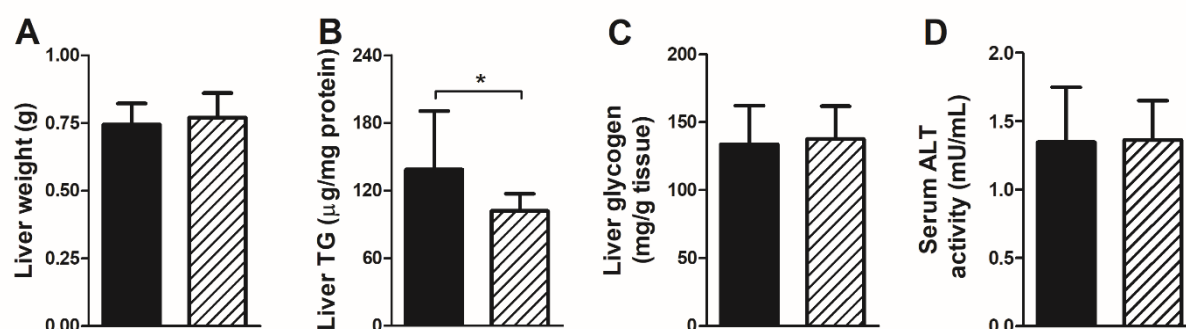 A
Liver weight (g)
1.00
0.75
0.50
0.25
0.00
B
Liver TG (μg/mg protein)
240
180
120
60
0
*
C
Liver glycogen
(mg/g tissue)
200
150
100
50
0
D
Serum ALT
activity (mU/mL)
2.0
1.5
1.0
0.5
0.0